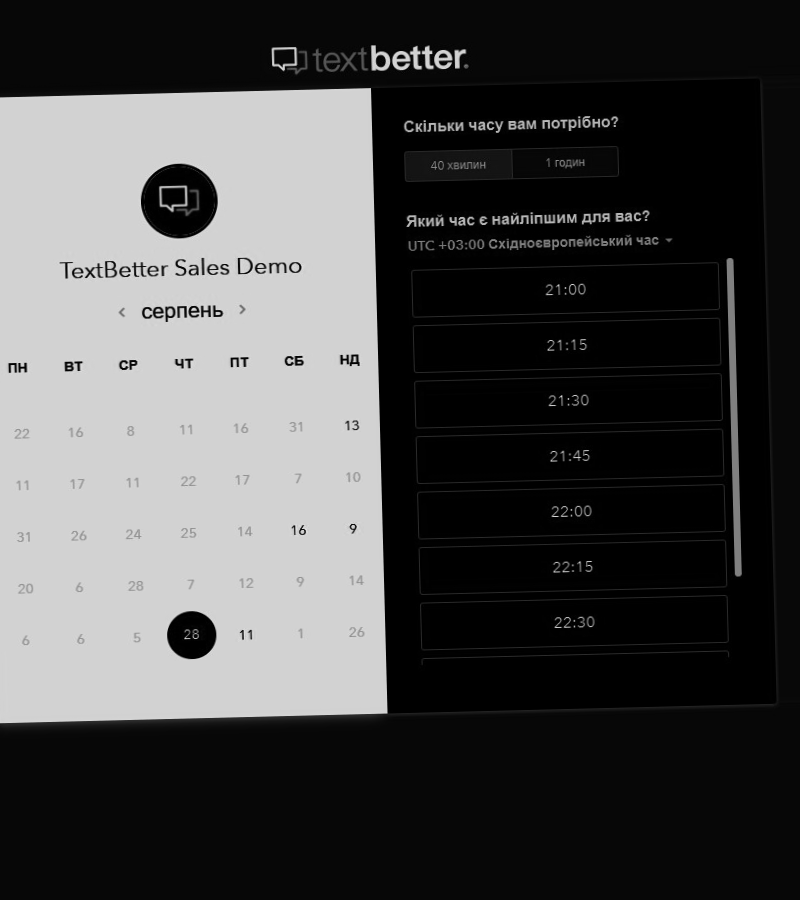 textbetter.
TextBetter Sales Demo
серпень
ПН ВТ СР ЧТ ПТ СБ НД
22 16 8 11 16 31 13
11 17 11 22 17 7 10
31 26 24 25 14 16 9
20 6 28 7 12 9 14
6 6 5 28 11 1 26
Скільки часу вам потрібно?
40 хвилин 1 годин
Який час є найліпшим для вас?
UTC +03:00 Східноєвропейський час
21:00
21:15
21:30
21:45
22:00
22:15
22:30